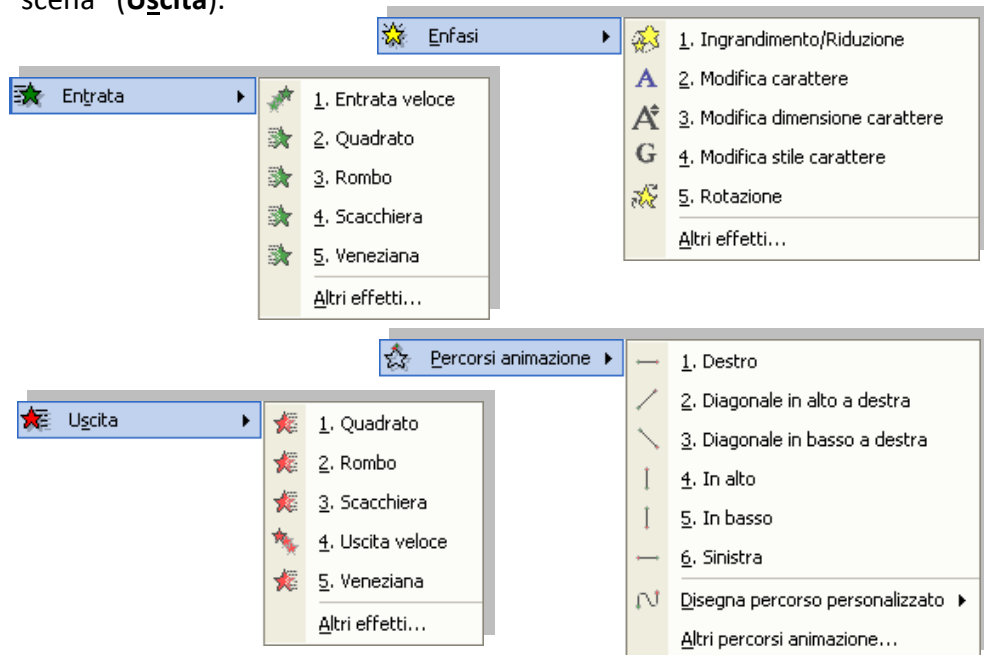 scena" (Uscita).
Enfasi
1. Ingrandimento/Riduzione
2. Modifica carattere
3. Modifica dimensione carattere
4. Modifica stile carattere
5. Rotazione
Altri effetti...
Entrata
1. Entrata veloce
2. Quadrato
3. Rombo
4. Scacchiera
5. Veneziana
Altri effetti...
Percorsi animazione
1. Destro
2. Diagonale in alto a destra
3. Diagonale in basso a destra
4. In alto
5. In basso
6. Sinistra
Disegna percorso personalizzato
Altri percorsi animazione...
Uscita
1. Quadrato
2. Rombo
3. Scacchiera
4. Uscita veloce
5. Veneziana
Altri effetti...